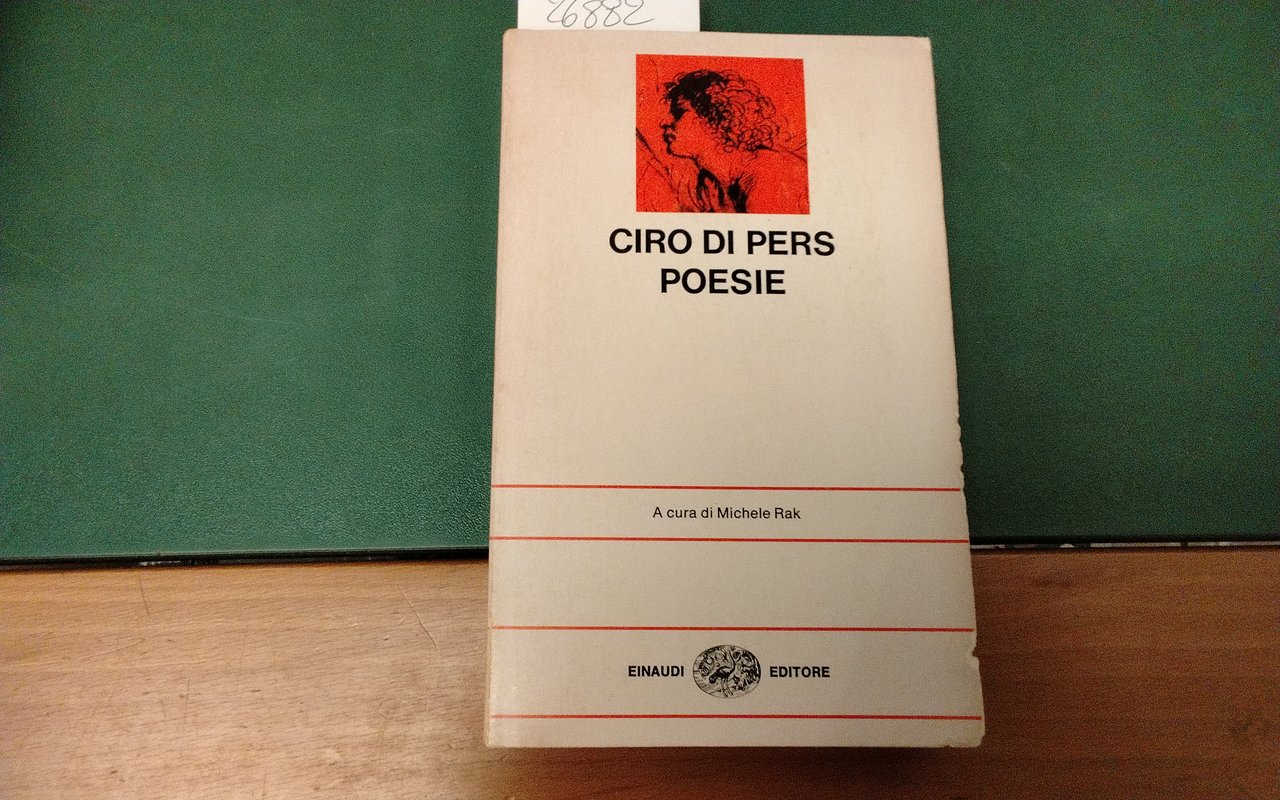 26882
CIRO DI PERS
POESIE
A cura di Michele Rak
EINAUDI EDITORE